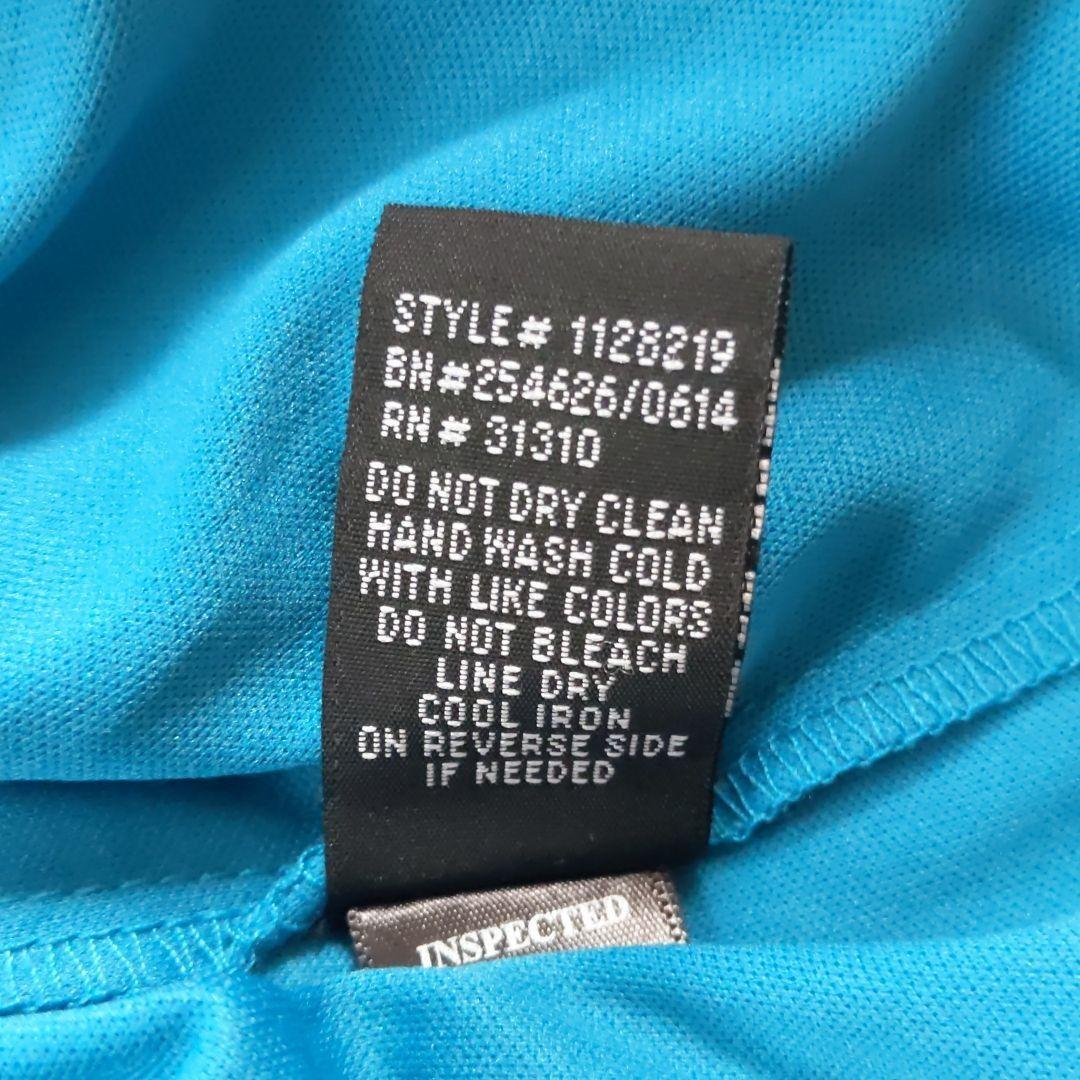 STYLE# 1128219
BN#254626/0614
RN# 31310
DO NOT DRY CLEAN
HAND WASH COLD
WITH LIKE COLORS
DO NOT BLEACH
LINE DRY
COOL IRON
ON REVERSE SIDE
IF NEEDED
INSPECTED